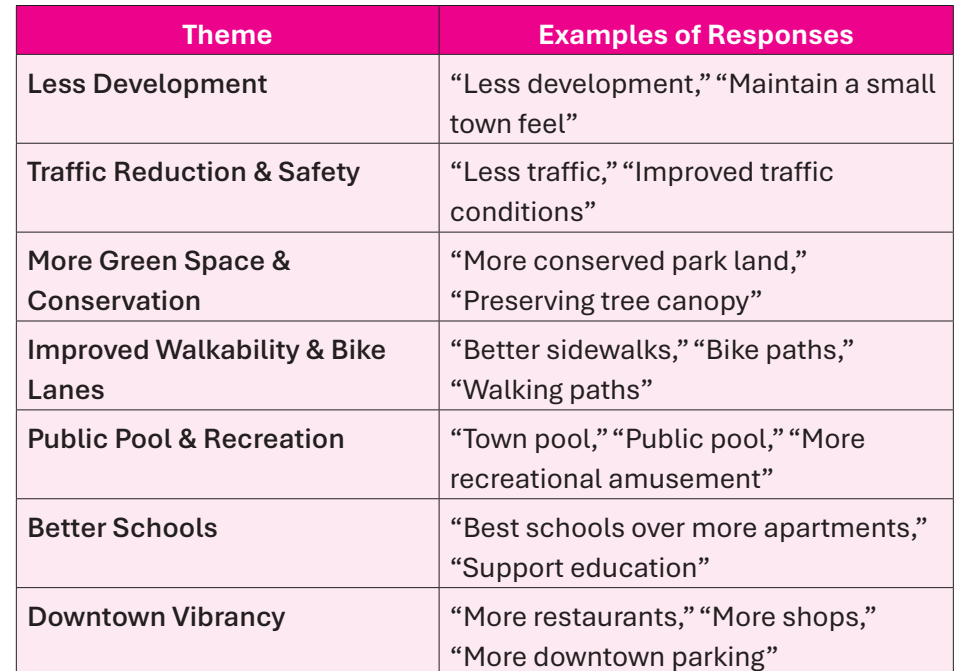 Theme
Examples of Responses
Less Development
“Less development,” “Maintain a small
town feel”
Traffic Reduction & Safety
“Less traffic,” “Improved traffic
conditions”
More Green Space &
Conservation
“More conserved park land,”
“Preserving tree canopy”
Improved Walkability & Bike
Lanes
“Better sidewalks,” “Bike paths,”
“Walking paths”
Public Pool & Recreation
“Town pool,” “Public pool,” “More
recreational amusement”
Better Schools
“Best schools over more apartments,”
“Support education”
Downtown Vibrancy
“More restaurants,” “More shops,”
“More downtown parking”